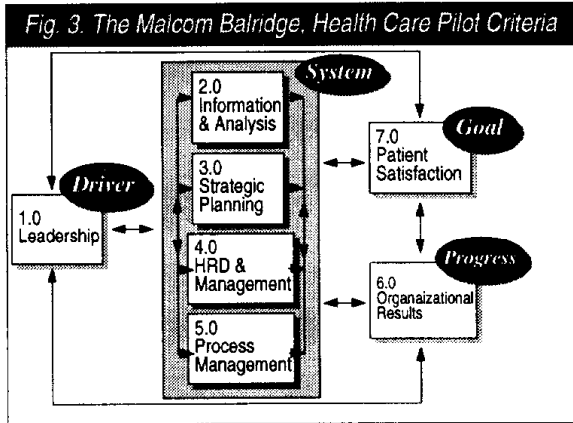 Fig. 3. The Malcom Balridge, Health Care Pilot Criteria
System
2.0
Information
& Analysis
3.0
Strategic
Planning
4.0
HRD &
Management
5.0
Process
Management
Driver
1.0
Leadership
Goal
7.0
Patient
Satisfaction
Progress
6.0
Organaizational
Results